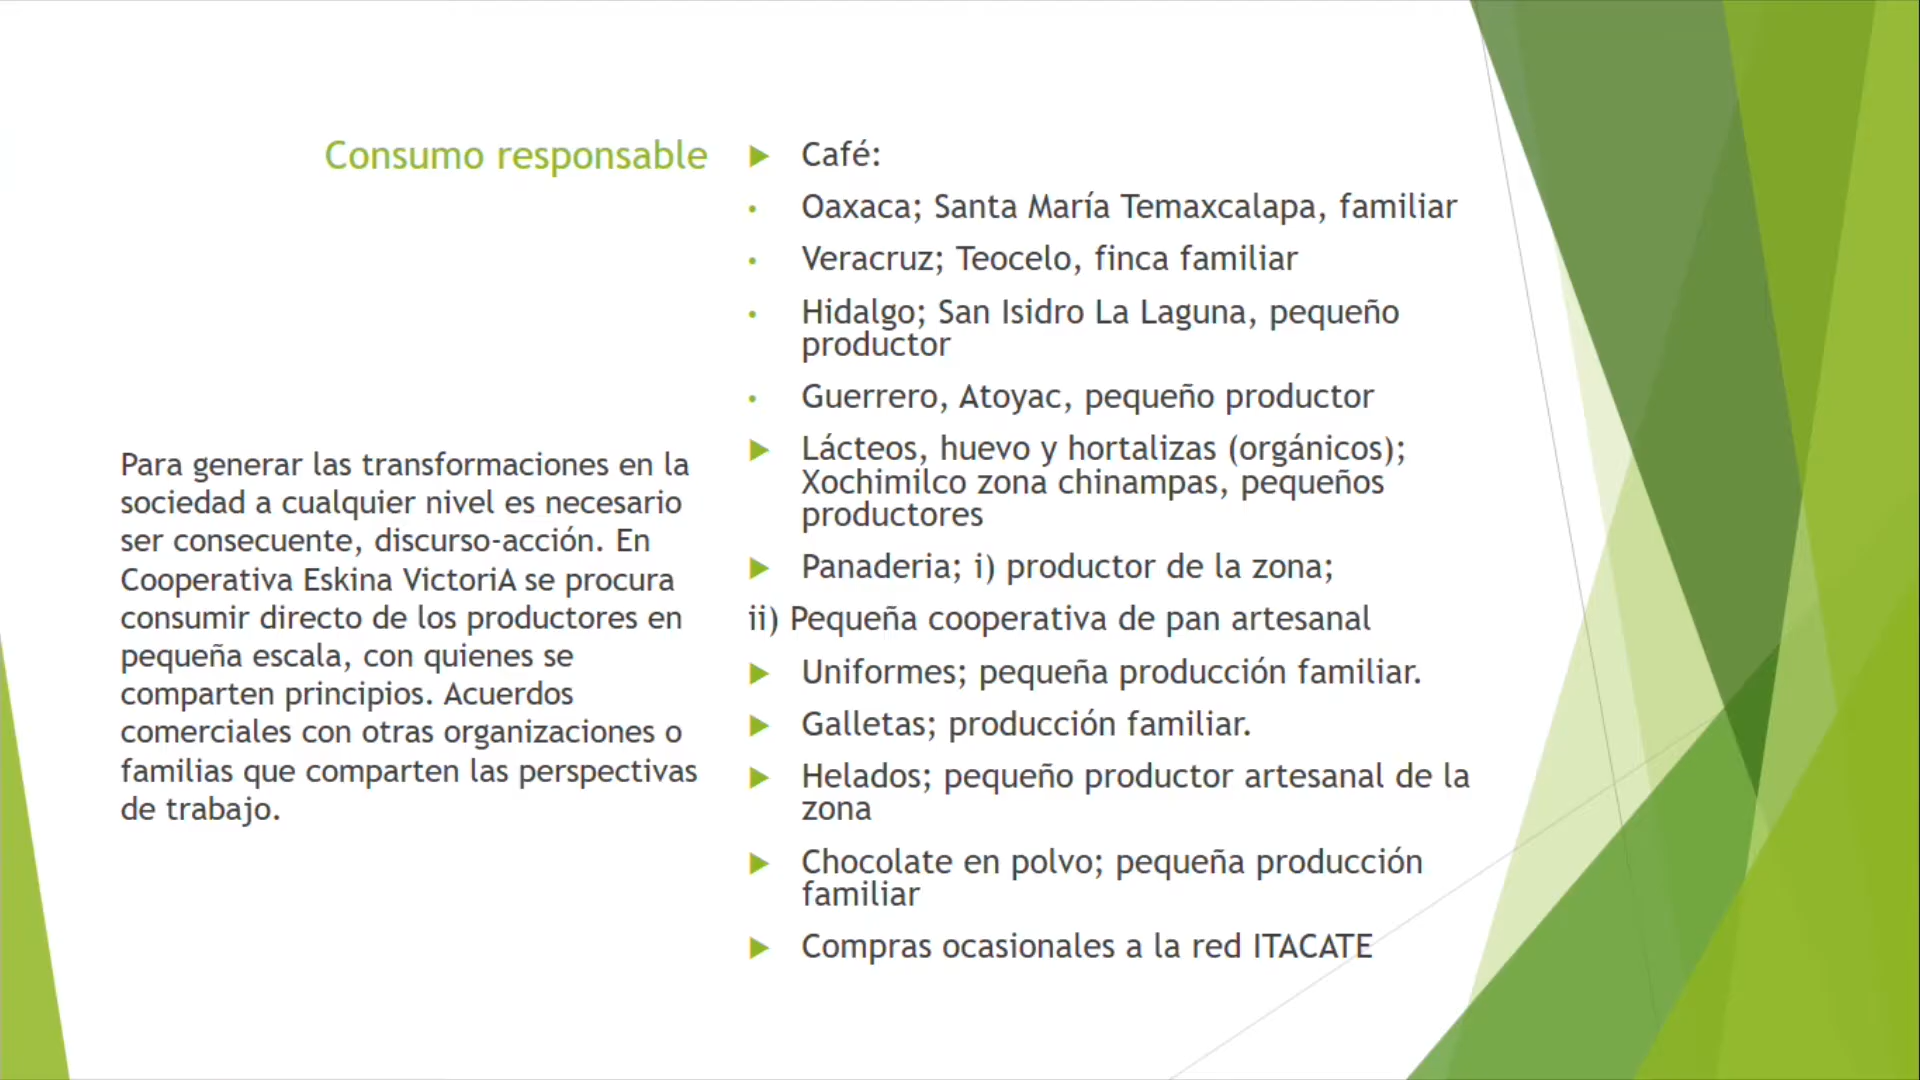 Consumo responsable
Para generar las transformaciones en la
sociedad a cualquier nivel es necesario
ser consecuente, discurso-acción. En
Cooperativa Eskina VictoriA se procura
consumir directo de los productores en
pequeña escala, con quienes se
comparten principios. Acuerdos
comerciales con otras organizaciones o
familias que comparten las perspectivas
de trabajo.
Café:
Oaxaca; Santa María Temaxcalapa, familiar
Veracruz; Teocelo, finca familiar
Hidalgo; San Isidro La Laguna, pequeño
productor
Guerrero, Atoyac, pequeño productor
Lácteos, huevo y hortalizas (orgánicos);
Xochimilco zona chinampas, pequeños
productores
Panaderia; i) productor de la zona;
ii) Pequeña cooperativa de pan artesanal
Uniformes; pequeña producción familiar.
Galletas; producción familiar.
Helados; pequeño productor artesanal de la
zona
Chocolate en polvo; pequeña producción
familiar
Compras ocasionales a la red ITACATE